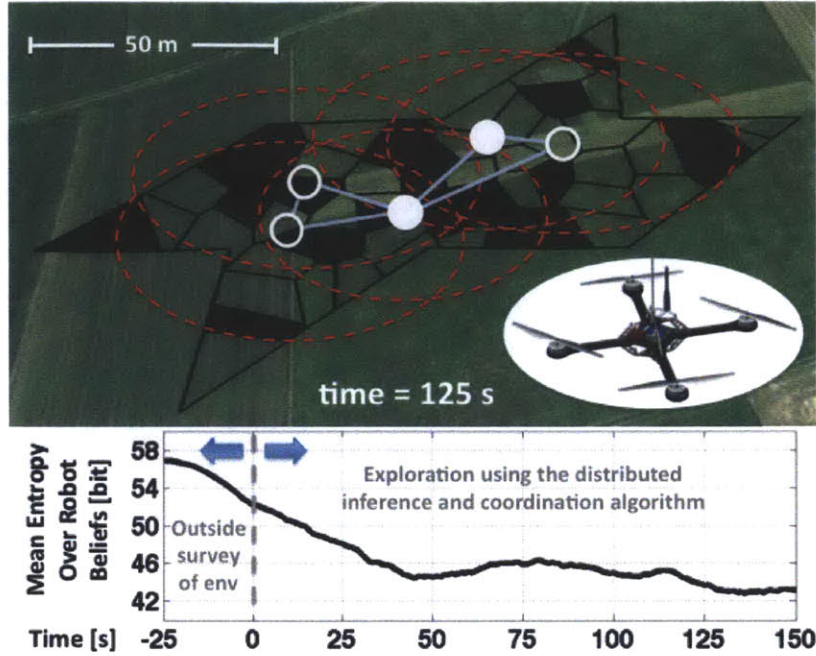 50 m
time = 125 s
Mean Entropy
Over Robot
Beliefs [bit]
58
54
50
46
42
Outside
survey
of env
Exploration using the distributed
inference and coordination algorithm
Time [s] -25 0 25 50 75 100 125 150